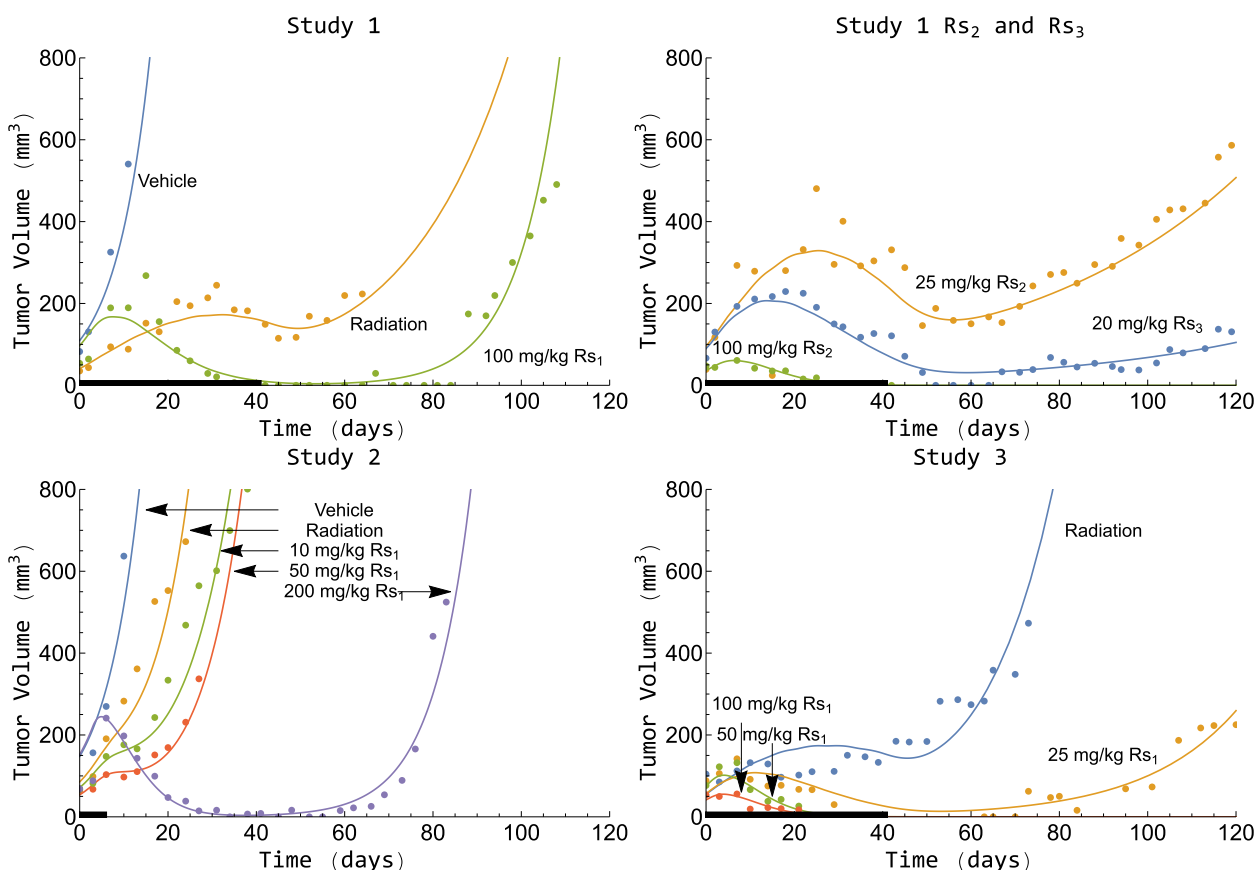 Study 1
800
600
400
200
0
Tumor Volume (mm³)
Vehicle
Radiation
100 mg/kg Rs₁
0 20 40 60 80 100 120
Time (days)
Study 1 Rs₂ and Rs₃
800
600
400
200
0
Tumor Volume (mm³)
25 mg/kg Rs₂
20 mg/kg Rs₃
100 mg/kg Rs₂
0 20 40 60 80 100 120
Time (days)
Study 2
800
600
400
200
0
Tumor Volume (mm³)
Vehicle
Radiation
10 mg/kg Rs₁
50 mg/kg Rs₁
200 mg/kg Rs₁
0 20 40 60 80 100 120
Time (days)
Study 3
800
600
400
200
0
Tumor Volume (mm³)
Radiation
100 mg/kg Rs₁
50 mg/kg Rs₁
25 mg/kg Rs₁
0 20 40 60 80 100 120
Time (days)